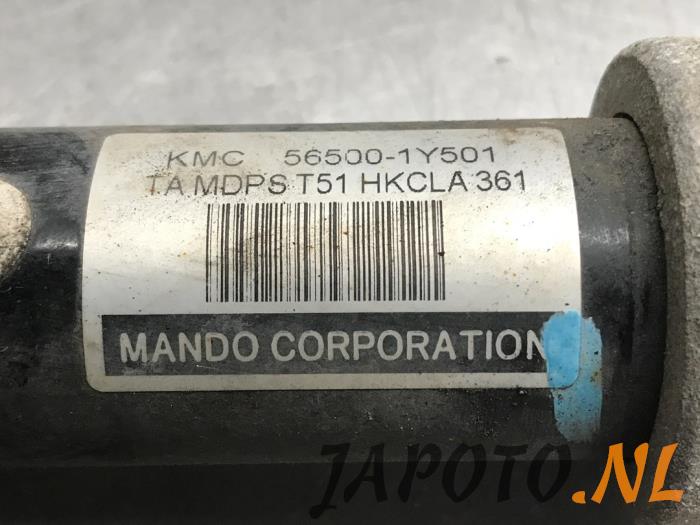 KMC 56500-1Y501
TA MDPS T51 HKCLA 361
MANDO CORPORATION
JAPOTO.NL